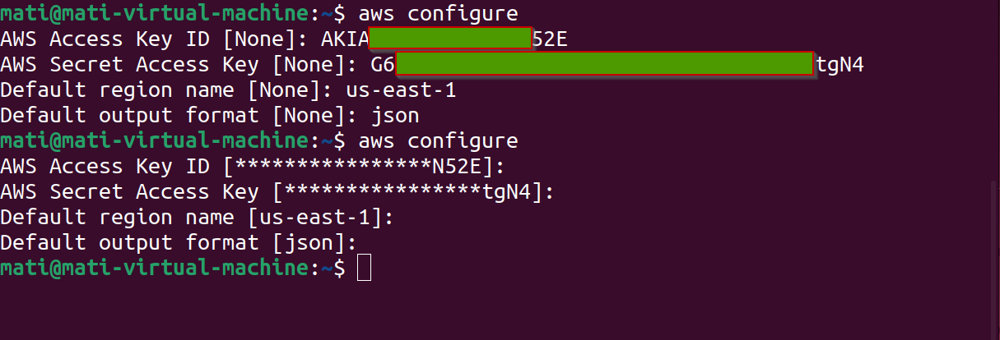 mati@mati-virtual-machine:~$ aws configure
AWS Access Key ID [None]: AKIA 52E
AWS Secret Access Key [None]: G6 tgN4
Default region name [None]: us-east-1
Default output format [None]: json
mati@mati-virtual-machine:~$ aws configure
AWS Access Key ID [****************N52E]:
AWS Secret Access Key [****************tgN4]:
Default region name [us-east-1]:
Default output format [json]:
mati@mati-virtual-machine:~$